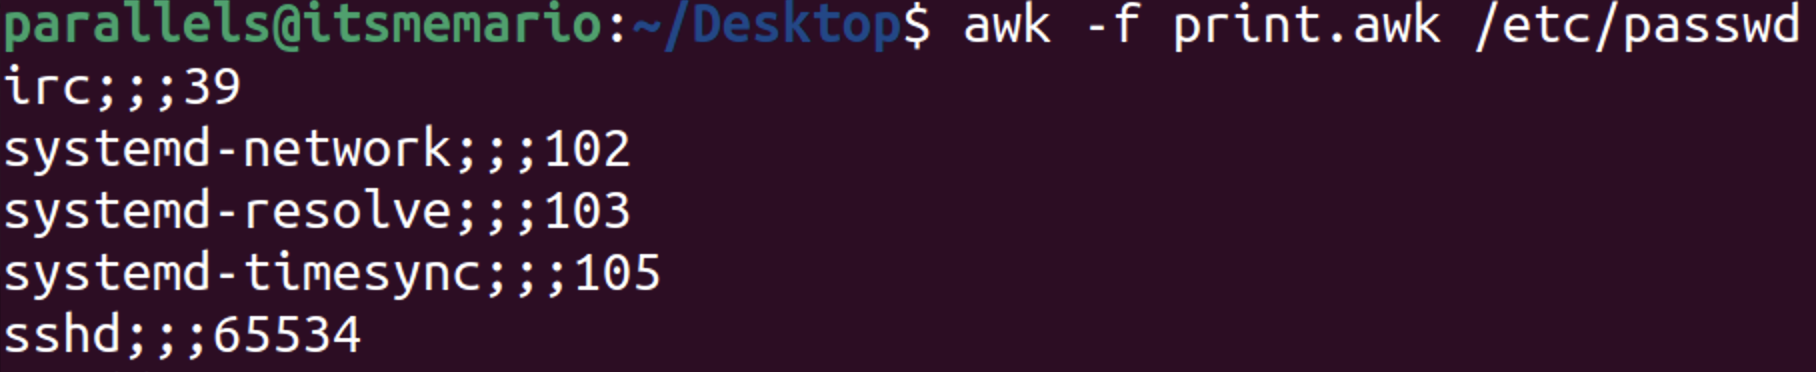 parallels@itsmemario:~/Desktop$ awk -f print.awk /etc/passwd
irc;;;39
systemd-network;;;102
systemd-resolve;;;103
systemd-timesync;;;105
sshd;;;65534